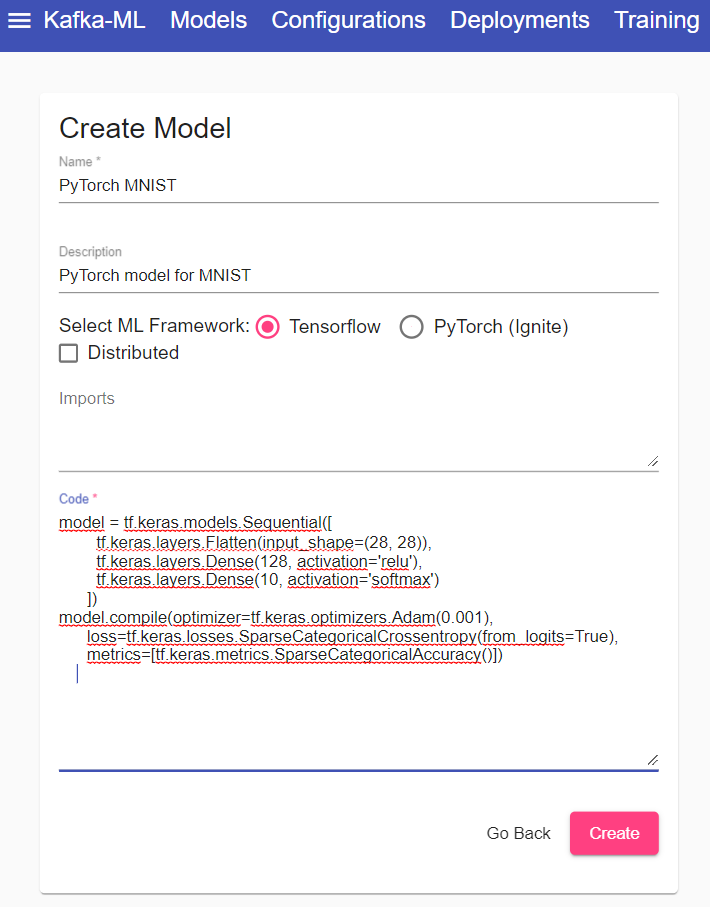 Kafka-ML Models Configurations Deployments Training
Create Model
Name *
PyTorch MNIST
Description
PyTorch model for MNIST
Select ML Framework: Tensorflow PyTorch (Ignite)
Distributed
Imports
Code *
model = tf.keras.models.Sequential([
tf.keras.layers.Flatten(input_shape=(28, 28)),
tf.keras.layers.Dense(128, activation='relu'),
tf.keras.layers.Dense(10, activation='softmax')
])
model.compile(optimizer=tf.keras.optimizers.Adam(0.001),
loss=tf.keras.losses.SparseCategoricalCrossentropy(from_logits=True),
metrics=[tf.keras.metrics.SparseCategoricalAccuracy()])
Go Back Create